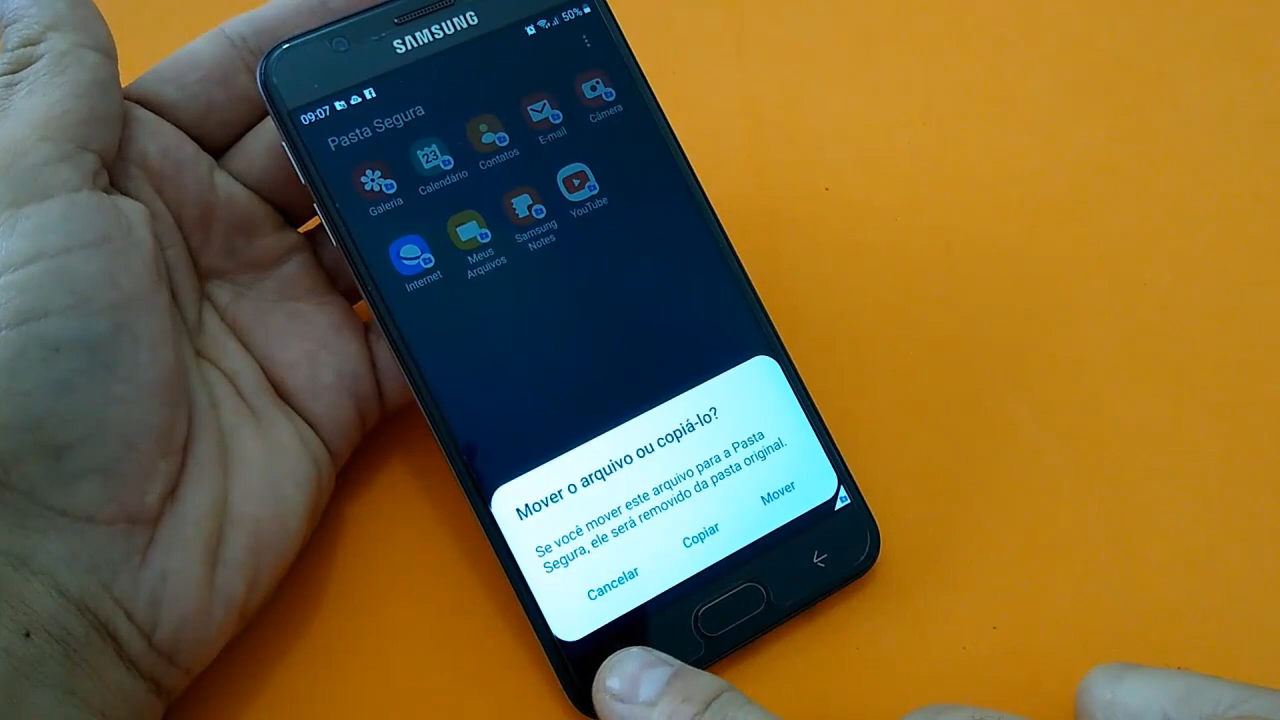 SAMSUNG
09:07
50%
Pasta Segura
Galeria
Calendário
23
Contatos
E-mail
Câmera
Internet
Meus
Arquivos
Samsung
Notes
YouTube
Mover o arquivo ou copiá-lo?
Se você mover este arquivo para a Pasta
Segura, ele será removido da pasta original.
Cancelar
Copiar
Mover